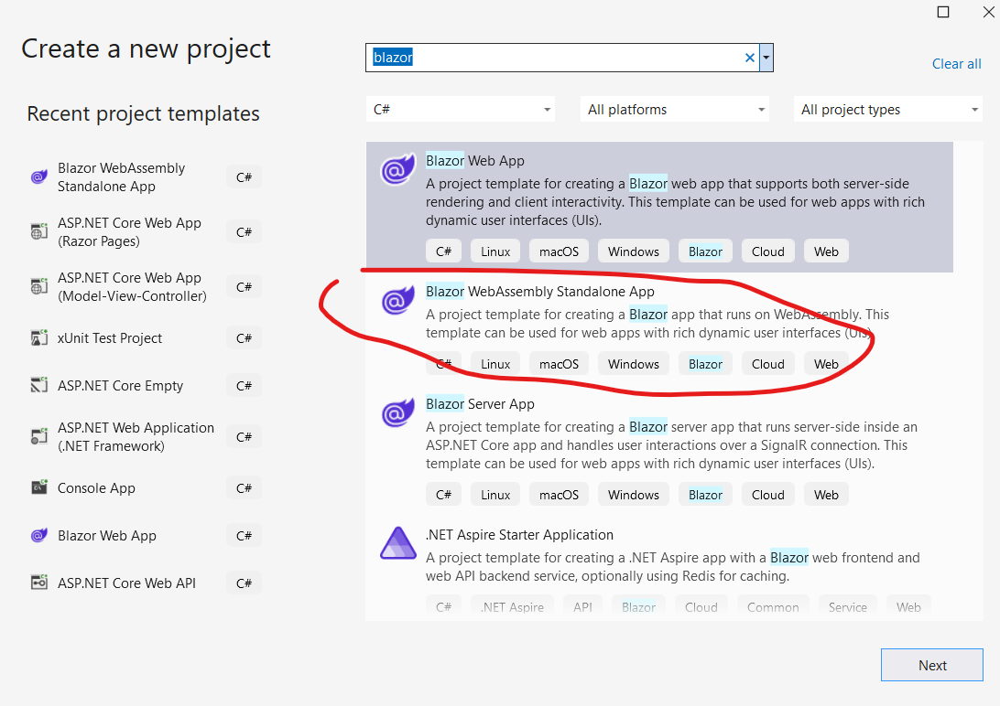 Create a new project
blazor
Clear all
C#
All platforms
All project types
Recent project templates
Blazor WebAssembly
Standalone App
C#
ASP.NET Core Web App
(Razor Pages)
C#
ASP.NET Core Web App
(Model-View-Controller)
C#
xUnit Test Project
C#
ASP.NET Core Empty
C#
ASP.NET Web Application
(.NET Framework)
C#
Console App
C#
Blazor Web App
C#
ASP.NET Core Web API
C#
Blazor Web App
A project template for creating a Blazor web app that supports both server-side
rendering and client interactivity. This template can be used for web apps with rich
dynamic user interfaces (UIs).
C# Linux macOS Windows Blazor Cloud Web
Blazor WebAssembly Standalone App
A project template for creating a Blazor app that runs on WebAssembly. This
template can be used for web apps with rich dynamic user interfaces (UIs).
C# Linux macOS Windows Blazor Cloud Web
Blazor Server App
A project template for creating a Blazor server app that runs server-side inside an
ASP.NET Core app and handles user interactions over a SignalR connection. This
template can be used for web apps with rich dynamic user interfaces (UIs).
C# Linux macOS Windows Blazor Cloud Web
.NET Aspire Starter Application
A project template for creating a .NET Aspire app with a Blazor web frontend and
web API backend service, optionally using Redis for caching.
C# .NET Aspire API Blazor Cloud Common Service Web
Next